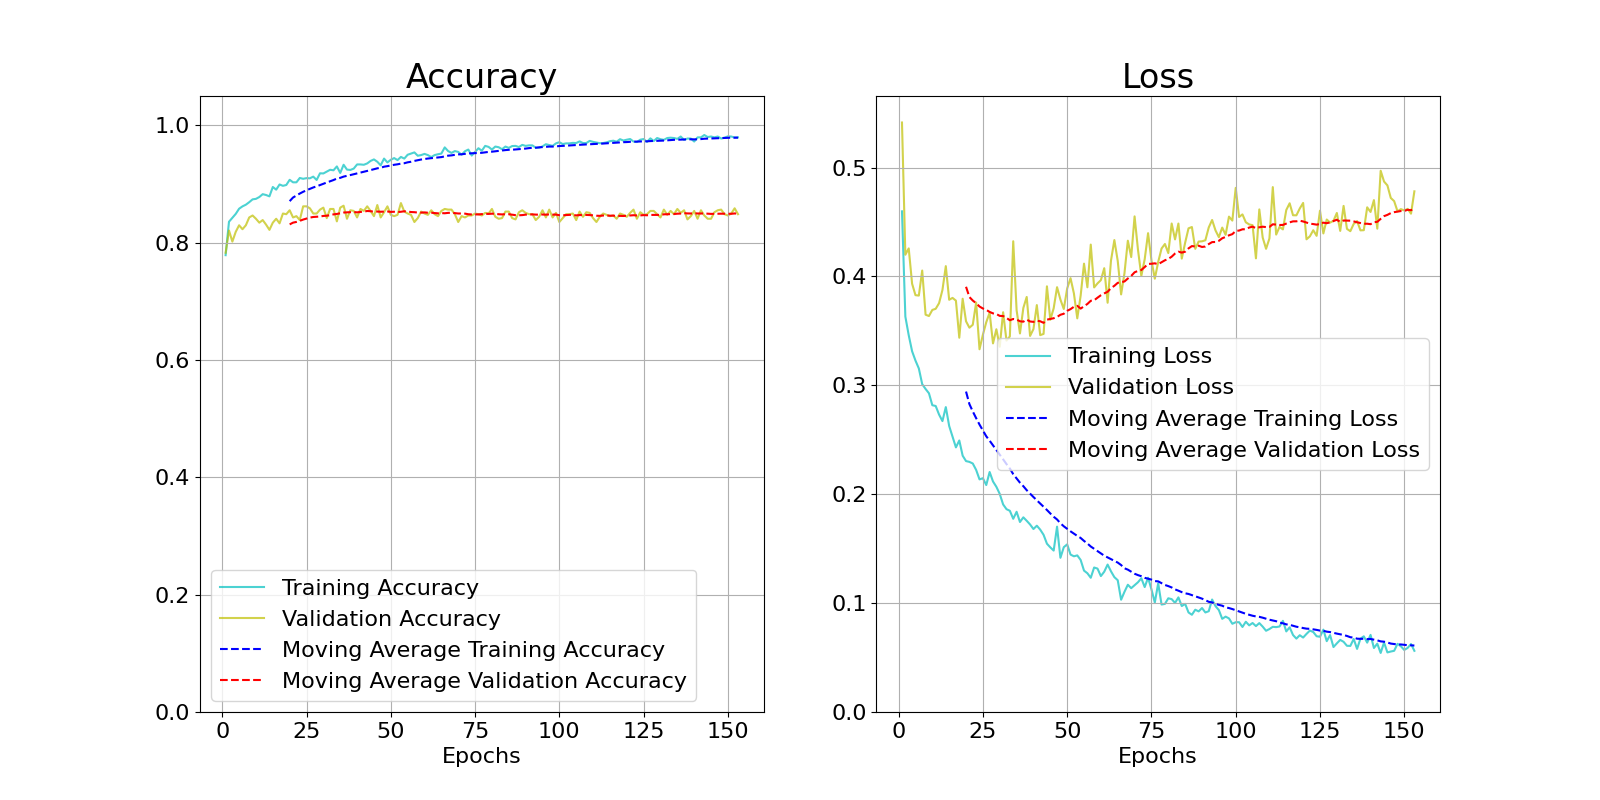 Accuracy
1.0
0.8
0.6
0.4
0.2
0.0
Training Accuracy
Validation Accuracy
Moving Average Training Accuracy
Moving Average Validation Accuracy
0 25 50 75 100 125 150
Epochs
Loss
0.5
0.4
0.3
0.2
0.1
0.0
Training Loss
Validation Loss
Moving Average Training Loss
Moving Average Validation Loss
0 25 50 75 100 125 150
Epochs